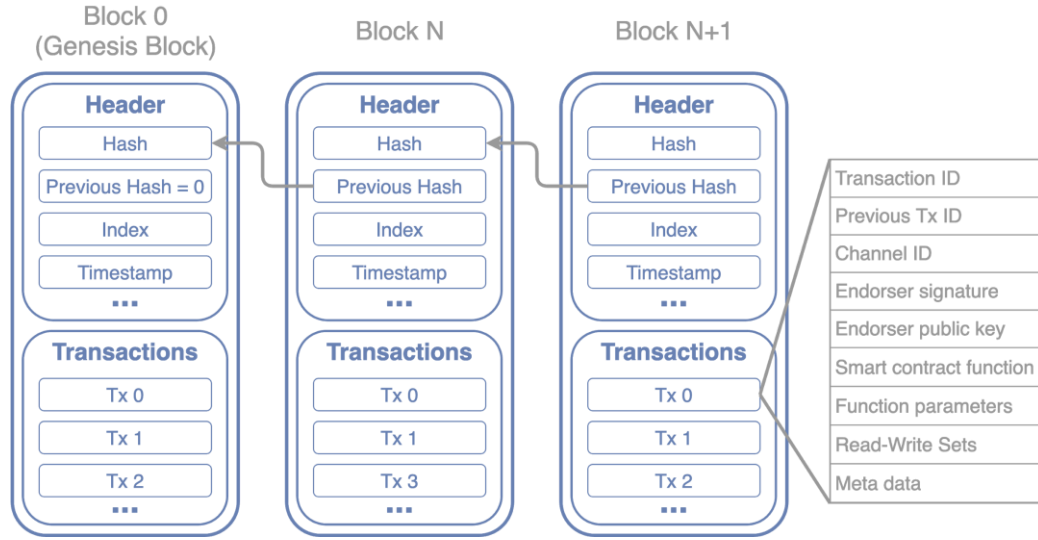 Block 0
(Genesis Block)
Header
Hash
Previous Hash = 0
Index
Timestamp
...
Transactions
Tx 0
Tx 1
Tx 2
...
Block N
Header
Hash
Previous Hash
Index
Timestamp
...
Transactions
Tx 0
Tx 1
Tx 3
...
Block N+1
Header
Hash
Previous Hash
Index
Timestamp
...
Transactions
Tx 0
Tx 1
Tx 2
...
Transaction ID
Previous Tx ID
Channel ID
Endorser signature
Endorser public key
Smart contract function
Function parameters
Read-Write Sets
Meta data